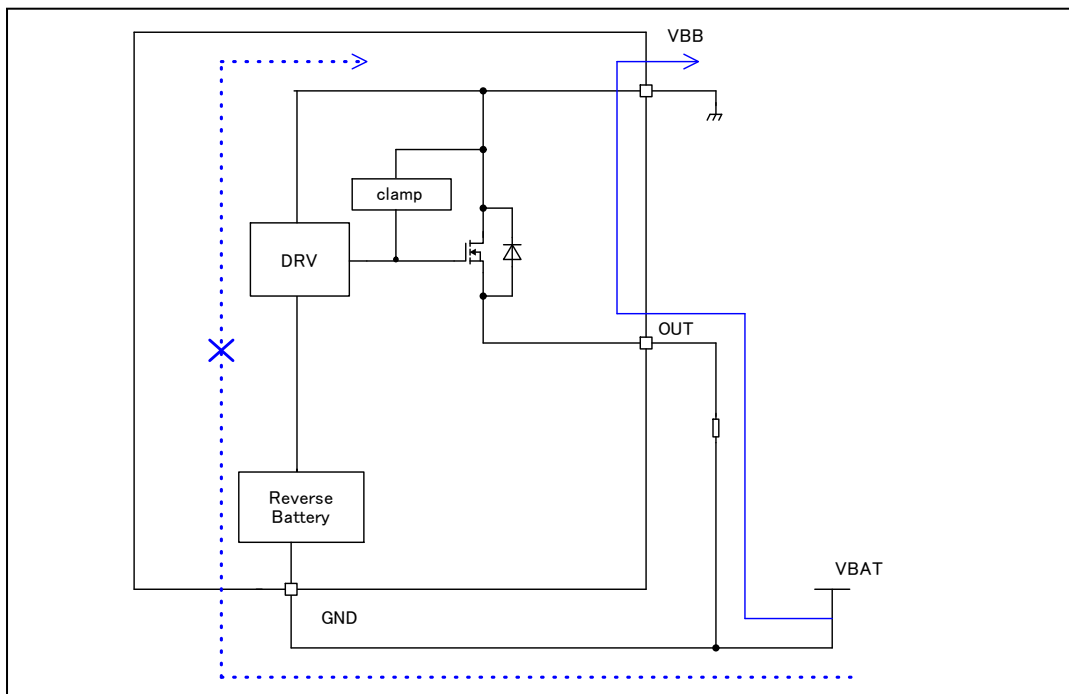 VBB
clamp
DRV
OUT
Reverse
Battery
VBAT
GND